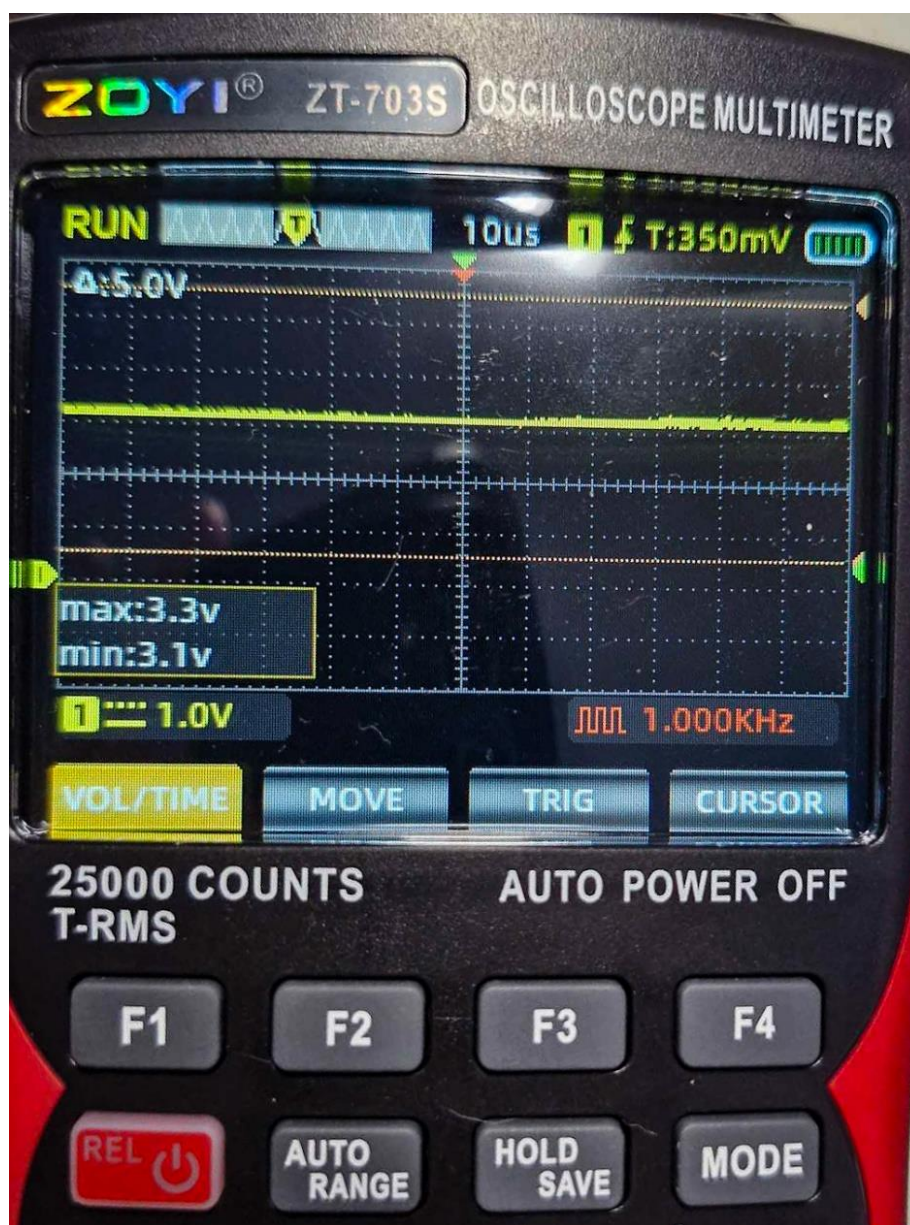 ZOYI® ZT-703S OSCILLOSCOPE MULTIMETER
RUN T 10us 1 T:350mV
Δ:5.0V
max:3.3v
min:3.1v
1 1.0V 1.000KHz
VOL/TIME MOVE TRIG CURSOR
25000 COUNTS AUTO POWER OFF
T-RMS
F1 F2 F3 F4
REL AUTO RANGE HOLD SAVE MODE